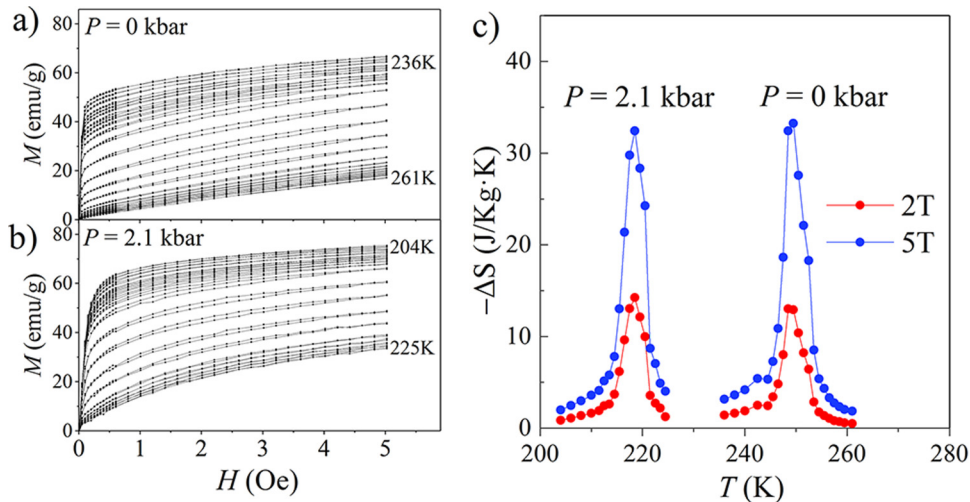 a)
P = 0 kbar
80
60
40
20
0
236K
261K
M (emu/g)
b)
P = 2.1 kbar
80
60
40
20
0
204K
225K
M (emu/g)
0 1 2 3 4 5
H (Oe)
c)
40
30
20
10
0
−ΔS (J/Kg·K)
P = 2.1 kbar P = 0 kbar
2T
5T
200 220 240 260 280
T (K)